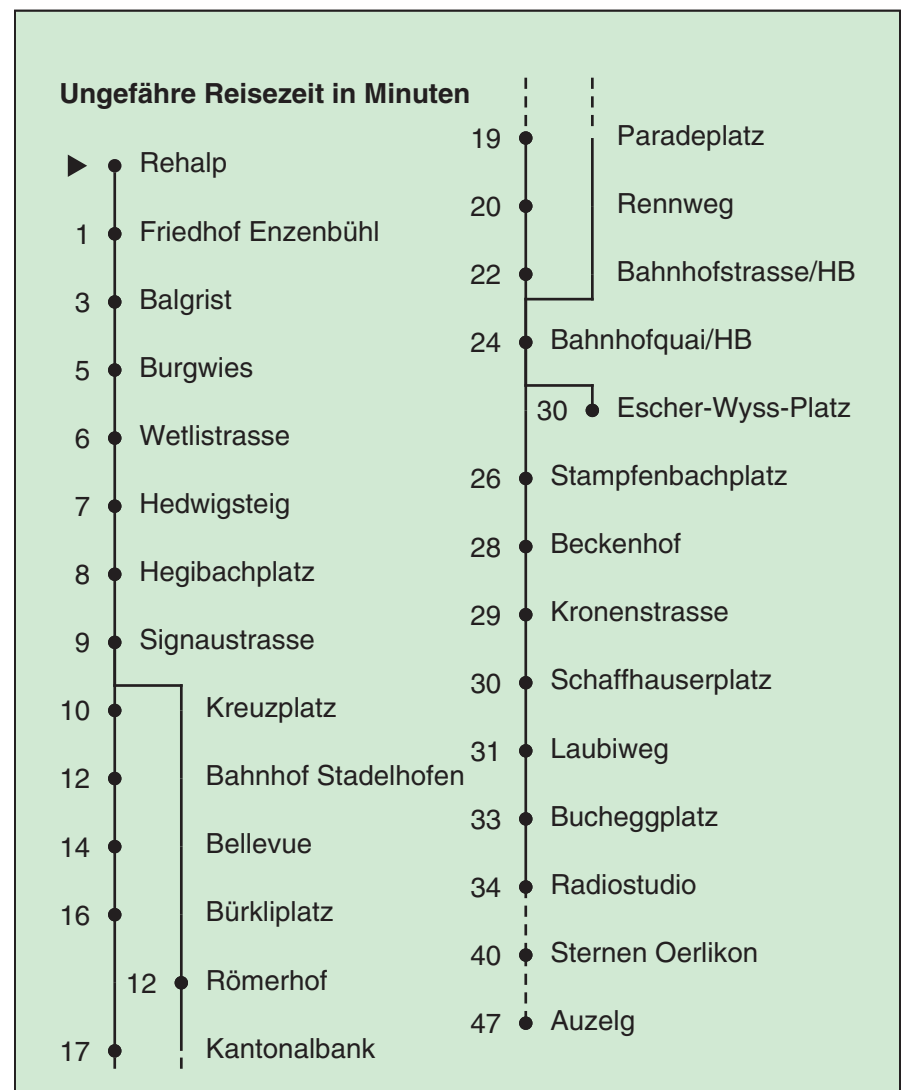 Ungefähre Reisezeit in Minuten
Rehalp
1 Friedhof Enzenbühl
3 Balgrist
5 Burgwies
6 Wetlistrasse
7 Hedwigsteig
8 Hegibachplatz
9 Signaustrasse
10 Kreuzplatz
12 Bahnhof Stadelhofen
14 Bellevue
16 Bürkliplatz
12 Römerhof
17 Kantonalbank
19 Paradeplatz
20 Rennweg
22 Bahnhofstrasse/HB
24 Bahnhofquai/HB
30 Escher-Wyss-Platz
26 Stampfenbachplatz
28 Beckenhof
29 Kronenstrasse
30 Schaffhauserplatz
31 Laubiweg
33 Bucheggplatz
34 Radiostudio
40 Sternen Oerlikon
47 Auzelg